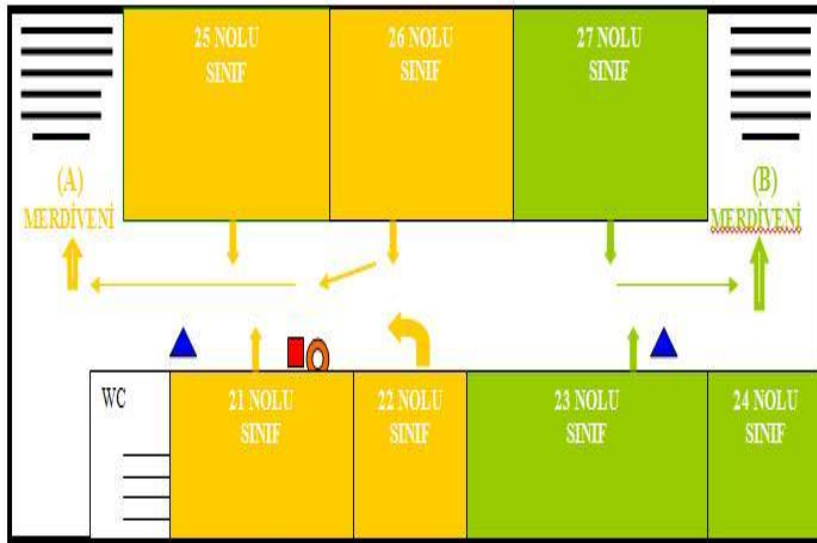 25 NOLU
SINIF
26 NOLU
SINIF
27 NOLU
SINIF
(A)
MERDİVENİ
(B)
MERDİVENİ
WC
21 NOLU
SINIF
22 NOLU
SINIF
23 NOLU
SINIF
24 NOLU
SINIF